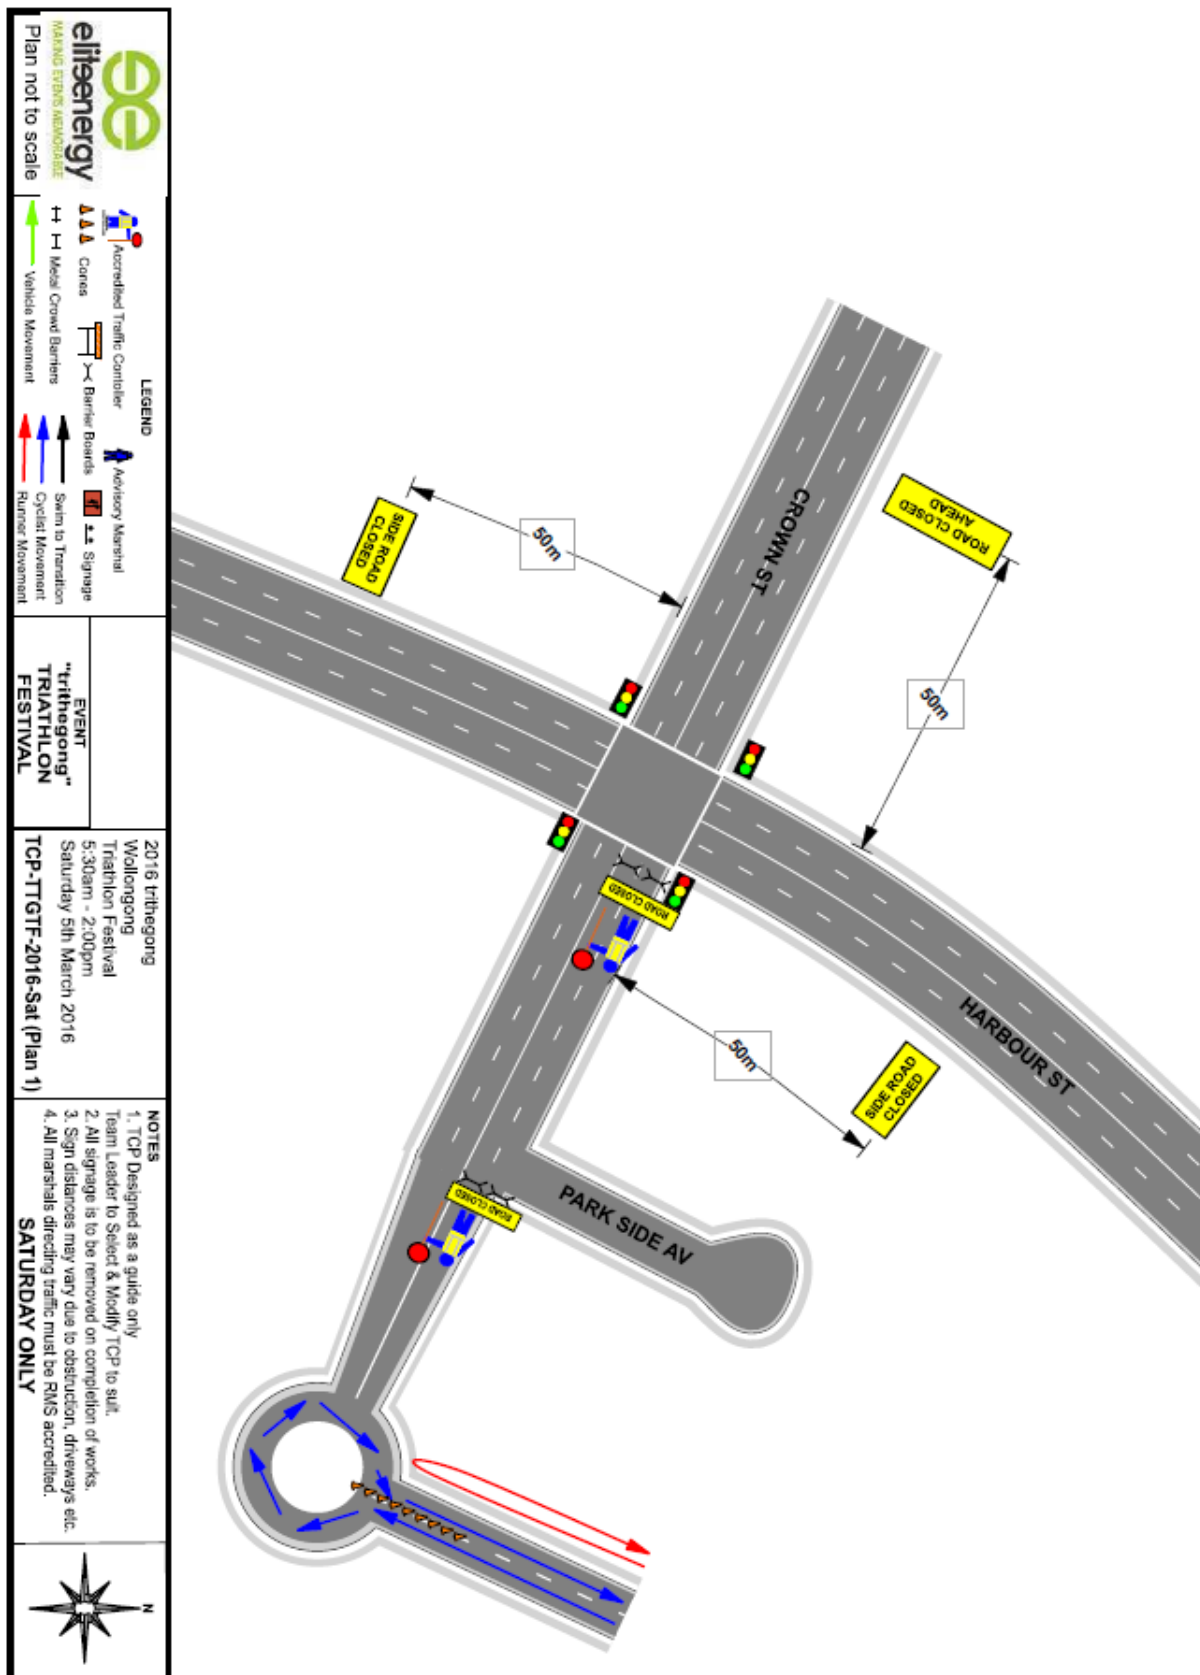 eliteenergy
MAKING EVENTS MEMORABLE
Plan not to scale
LEGEND
Accredited Traffic Contoller
Advisory Marshal
Cones
Barrier Boards
Signage
Metal Crowd Barriers
Swim to Transition
Cyclist Movement
Vehicle Movement
Runner Movement
EVENT
"trithegong"
TRIATHLON
FESTIVAL
2016 trithegong
Wollongong
Triathlon Festival
5:30am - 2:00pm
Saturday 5th March 2016
TCP-TTGTF-2016-Sat (Plan 1)
NOTES
1. TCP Designed as a guide only
Team Leader to Select & Modify TCP to suit.
2. All signage is to be removed on completion of works.
3. Sign distances may vary due to obstruction, driveways etc.
4. All marshals directing traffic must be RMS accredited.
SATURDAY ONLY
N
CROWN ST
ROAD CLOSED
AHEAD
SIDE ROAD
CLOSED
50m
50m
ROAD CLOSED
50m
HARBOUR ST
SIDE ROAD
CLOSED
PARK SIDE AV
ROAD CLOSED